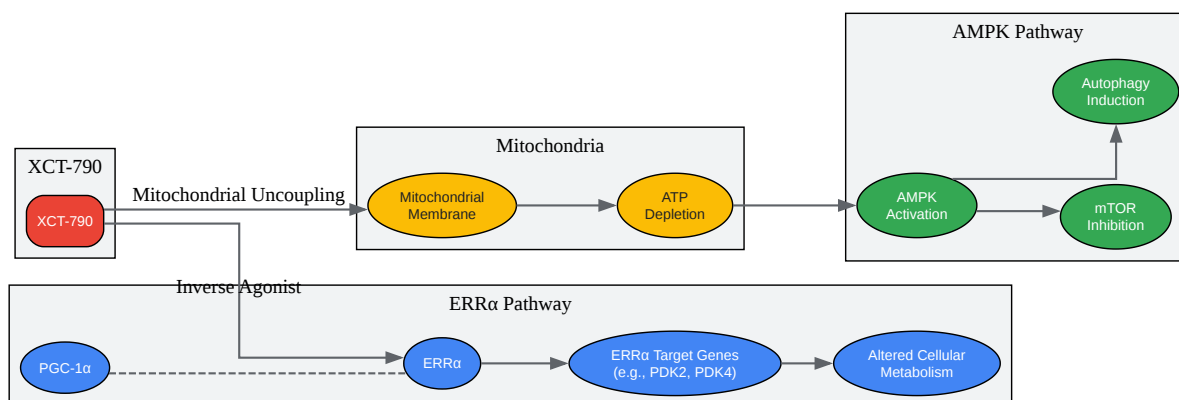 AMPK Pathway
Autophagy
Induction
Mitochondria
XCT-790
Mitochondrial Uncoupling
Mitochondrial
Membrane
ATP
Depletion
AMPK
Activation
mTOR
Inhibition
XCT-790
Inverse Agonist
ERRα Pathway
PGC-1α
ERRα
ERRα Target Genes
(e.g., PDK2, PDK4)
Altered Cellular
Metabolism